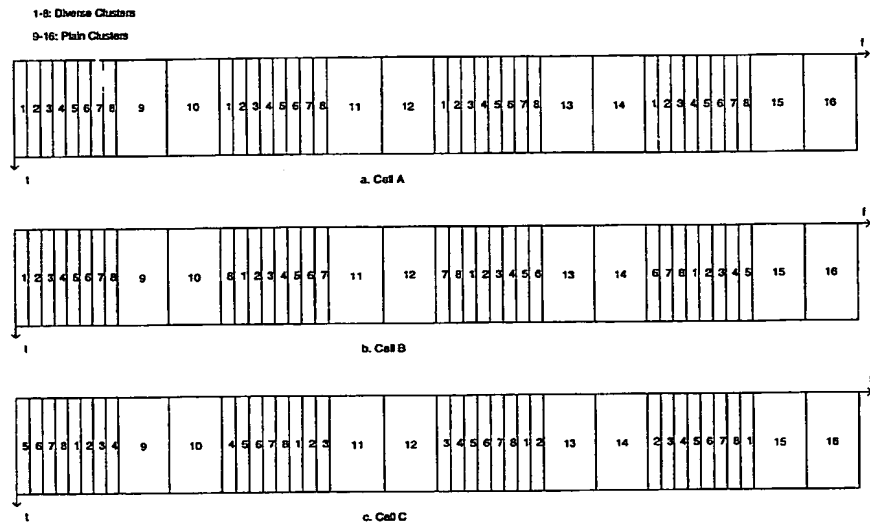 1-8: Diverse Clusters
9-16: Plain Clusters
f
1 2 3 4 5 6 7 8 9 10 1 2 3 4 5 6 7 8 11 12 1 2 3 4 5 6 7 8 13 14 1 2 3 4 5 6 7 8 15 16
t
a. Cell A
f
1 2 3 4 5 6 7 8 9 10 8 1 2 3 4 5 6 7 11 12 7 8 1 2 3 4 5 6 13 14 6 7 8 1 2 3 4 5 15 16
t
b. Cell B
5 6 7 8 1 2 3 4 9 10 4 5 6 7 8 1 2 3 11 12 3 4 5 6 7 8 1 2 13 14 2 3 4 5 6 7 8 1 15 16
t
c. Cell C